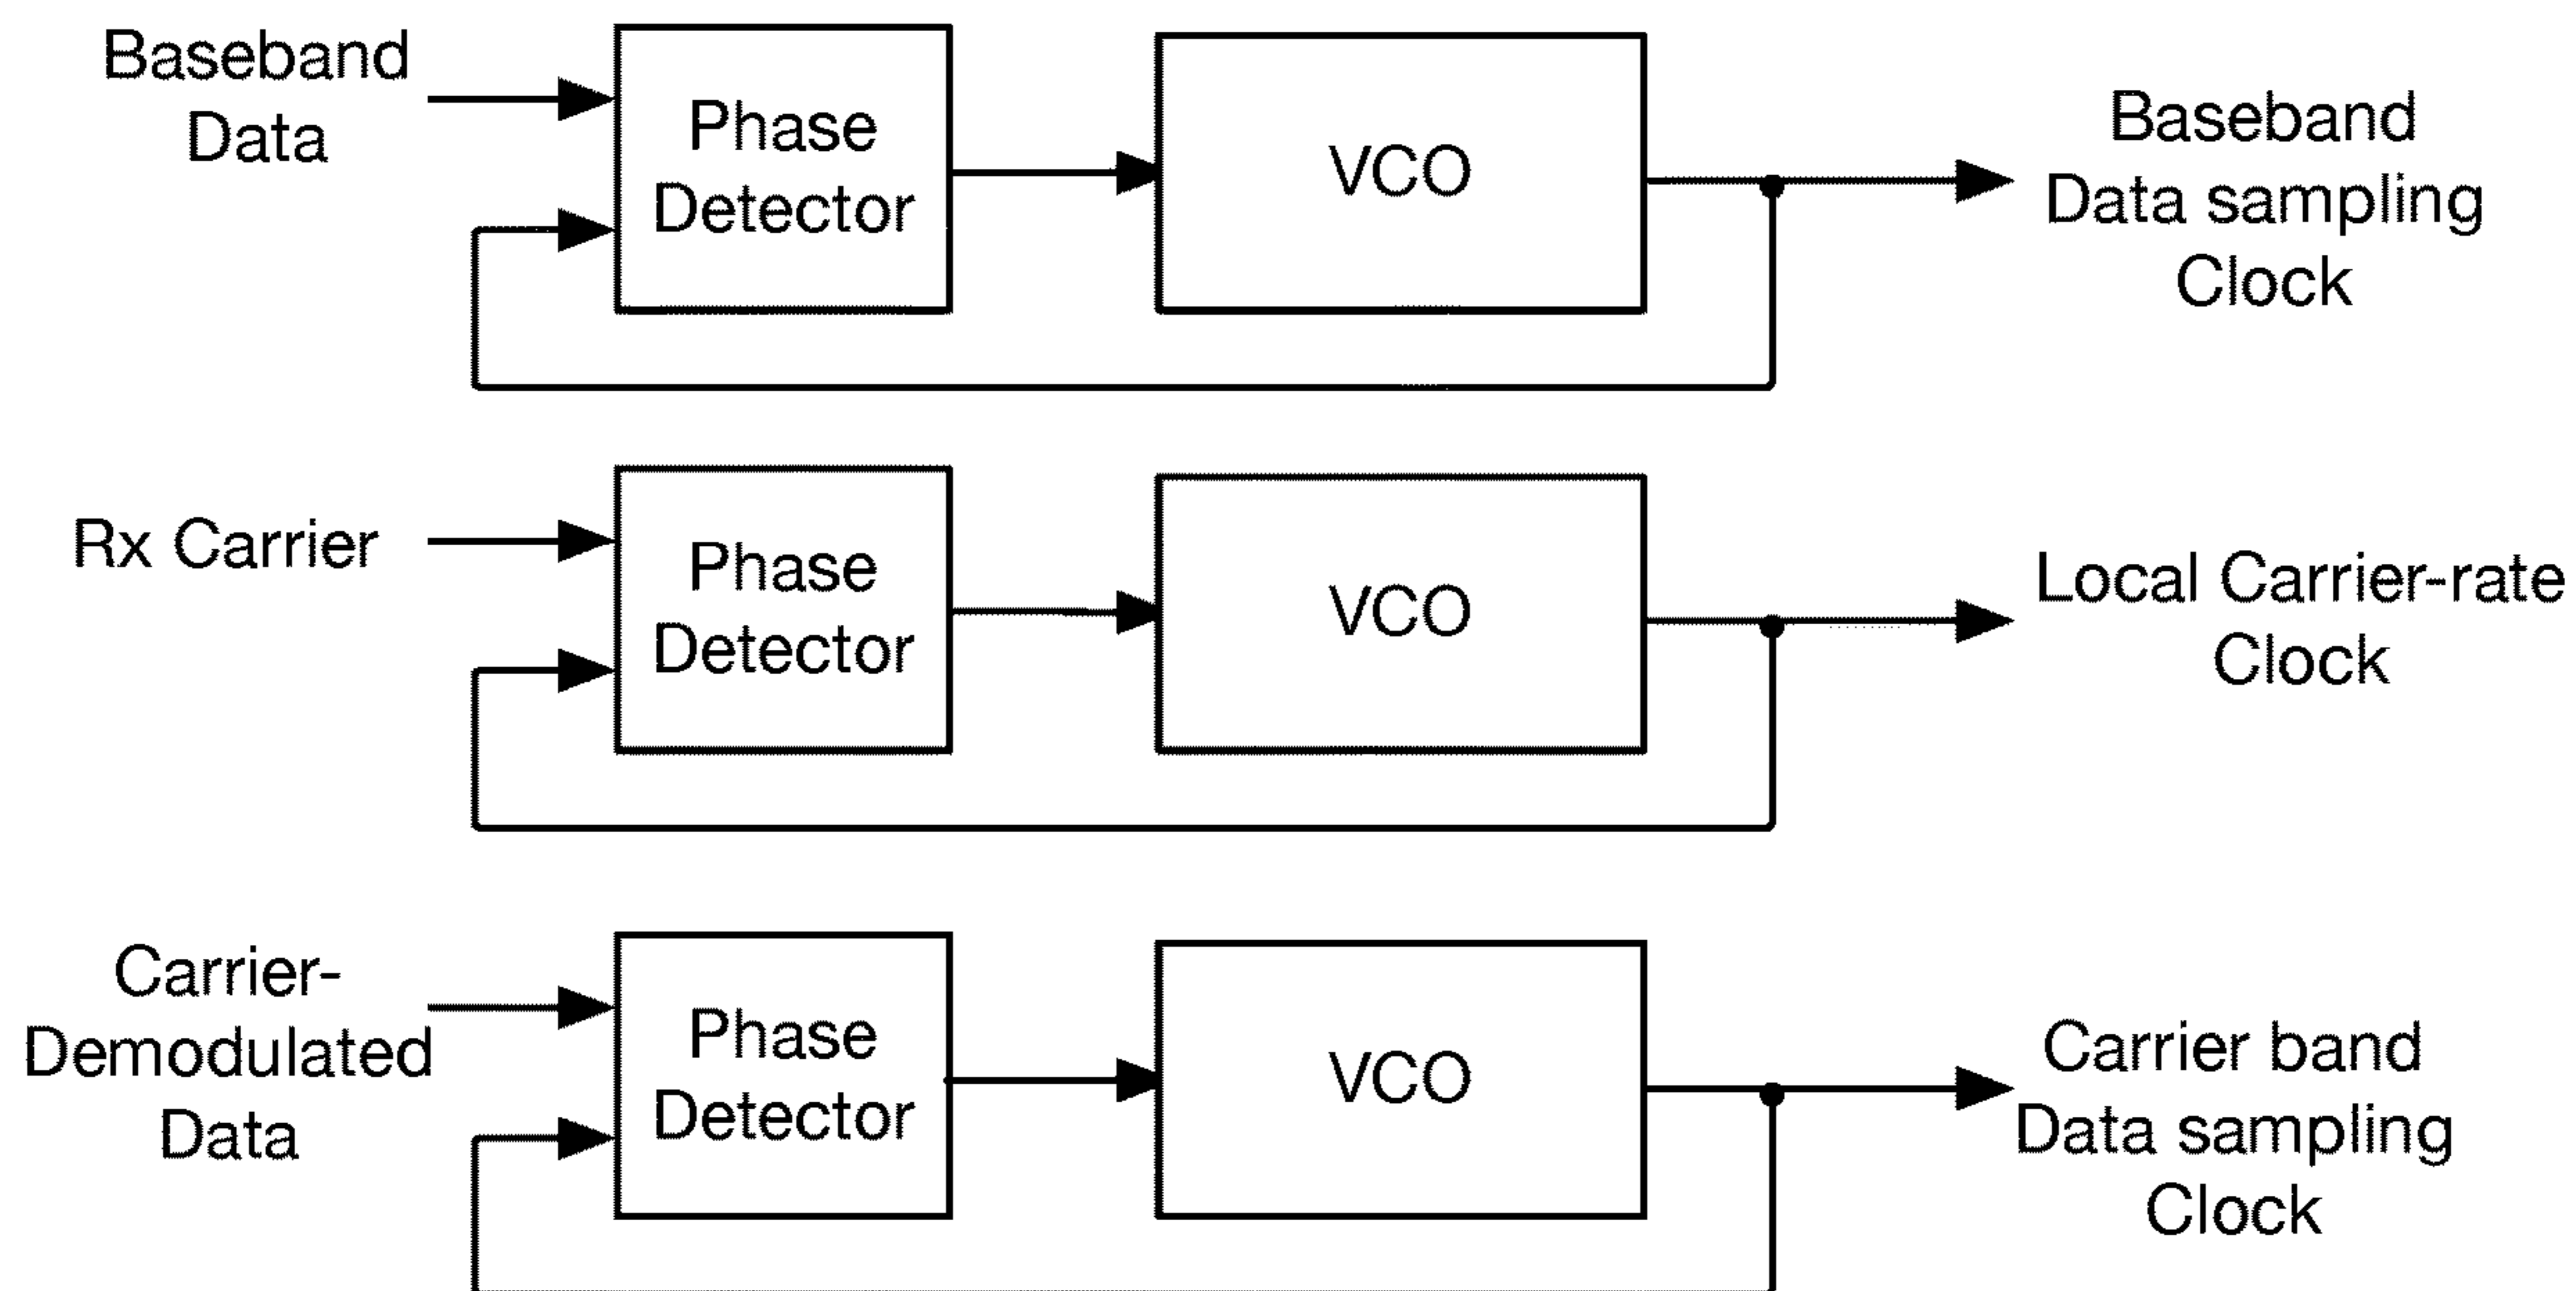 Baseband
Data
Phase
Detector
VCO
Baseband
Data sampling
Clock
Rx Carrier
Phase
Detector
VCO
Local Carrier-rate
Clock
Carrier-
Demodulated
Data
Phase
Detector
VCO
Carrier band
Data sampling
Clock